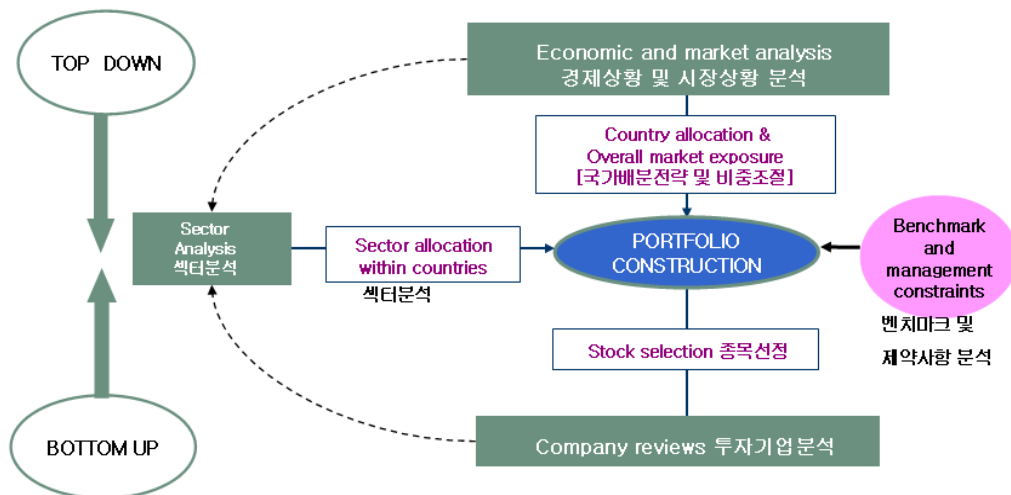 TOP DOWN
Economic and market analysis
경제상황 및 시장상황 분석
Country allocation &
Overall market exposure
[국가배분전략 및 비중조절]
Sector
Analysis
섹터분석
Sector allocation
within countries
섹터분석
PORTFOLIO
CONSTRUCTION
Benchmark
and
management
constraints
벤치마크 및
제약사항 분석
Stock selection 종목선정
BOTTOM UP
Company reviews 투자기업분석